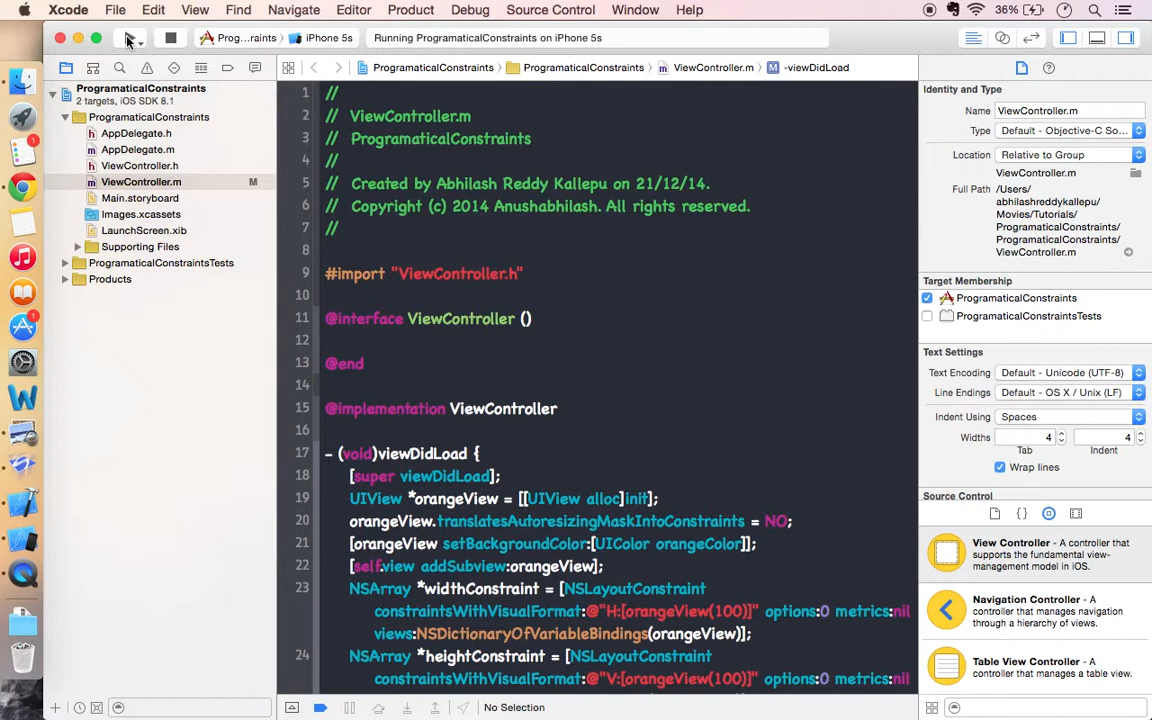 Xcode File Edit View Find Navigate Editor Product Debug Source Control Window Help 36%
Prog...raints iPhone 5s Running ProgramaticalConstraints on iPhone 5s
ProgramaticalConstraints ProgramaticalConstraints ViewController.m -viewDidLoad
ProgramaticalConstraints
2 targets, iOS SDK 8.1
ProgramaticalConstraints
AppDelegate.h
AppDelegate.m
ViewController.h
ViewController.m M
Main.storyboard
Images.xcassets
LaunchScreen.xib
Supporting Files
ProgramaticalConstraintsTests
Products
1 //
2 // ViewController.m
3 // ProgramaticalConstraints
4 //
5 // Created by Abhilash Reddy Kallepu on 21/12/14.
6 // Copyright (c) 2014 Anushabhilash. All rights reserved.
7 //
8
9 #import "ViewController.h"
10
11 @interface ViewController ()
12
13 @end
14
15 @implementation ViewController
16
17 - (void)viewDidLoad {
18 [super viewDidLoad];
19 UIView *orangeView = [[UIView alloc]init];
20 orangeView.translatesAutoresizingMaskIntoConstraints = NO;
21 [orangeView setBackgroundColor:[UIColor orangeColor]];
22 [self.view addSubview:orangeView];
23 NSArray *widthConstraint = [NSLayoutConstraint
constraintsWithVisualFormat:@"H:[orangeView(100)]" options:0 metrics:nil
views:NSDictionaryOfVariableBindings(orangeView)];
24 NSArray *heightConstraint = [NSLayoutConstraint
constraintsWithVisualFormat:@"V:[orangeView(100)]" options:0 metrics:nil
No Selection
Identity and Type
Name ViewController.m
Type Default - Objective-C So...
Location Relative to Group
ViewController.m
Full Path /Users/
abhilashreddykallepu/
Movies/Tutorials/
ProgramaticalConstraints/
ProgramaticalConstraints/
ViewController.m
Target Membership
ProgramaticalConstraints
ProgramaticalConstraintsTests
Text Settings
Text Encoding Default - Unicode (UTF-8)
Line Endings Default - OS X / Unix (LF)
Indent Using Spaces
Widths 4 4
Tab Indent
Wrap lines
Source Control
View Controller - A controller
that supports the fundamental view-
management model in iOS.
Navigation Controller - A
controller that manages navigation
through a hierarchy of views.
Table View Controller - A
controller that manages a table view.